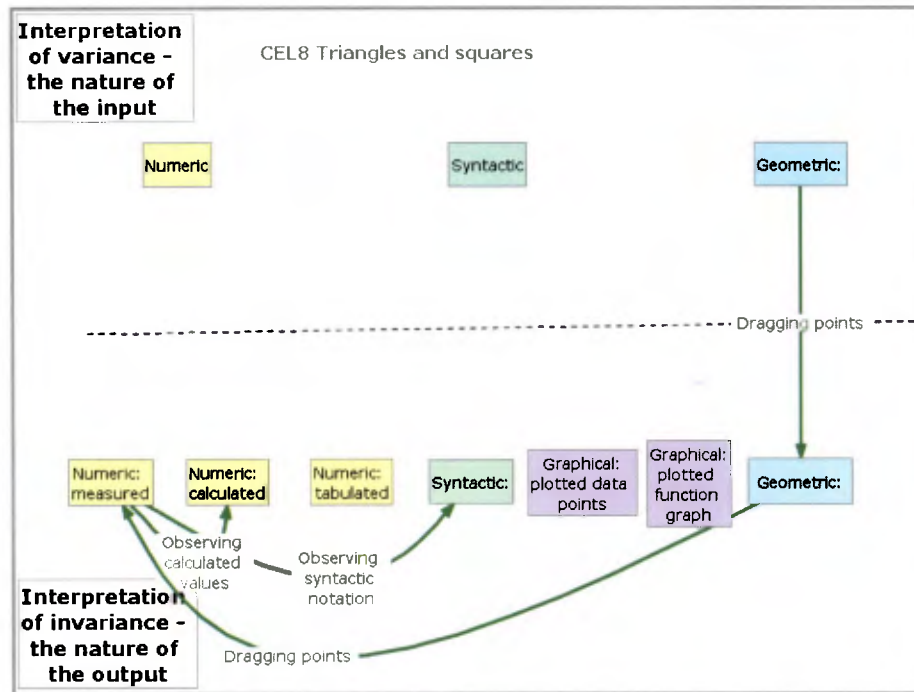 Interpretation
of variance -
the nature of
the input
CEL8 Triangles and squares
Numeric
Syntactic
Geometric:
Dragging points
Numeric:
measured
Numeric:
calculated
Numeric:
tabulated
Syntactic:
Graphical:
plotted data
points
Graphical:
plotted
function
graph
Geometric:
Observing
calculated
values
Observing
syntactic
notation
Interpretation
of invariance -
the nature of
the output
Dragging points